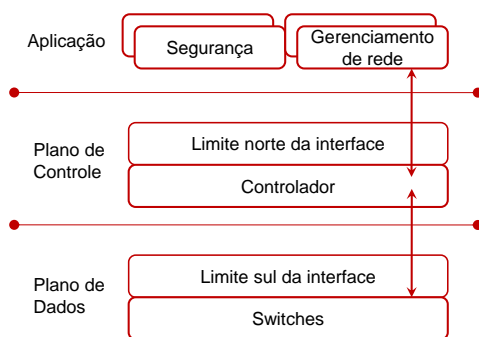 Aplicação
Segurança
Gerenciamento
de rede
Plano de
Controle
Limite norte da interface
Controlador
Plano de
Dados
Limite sul da interface
Switches